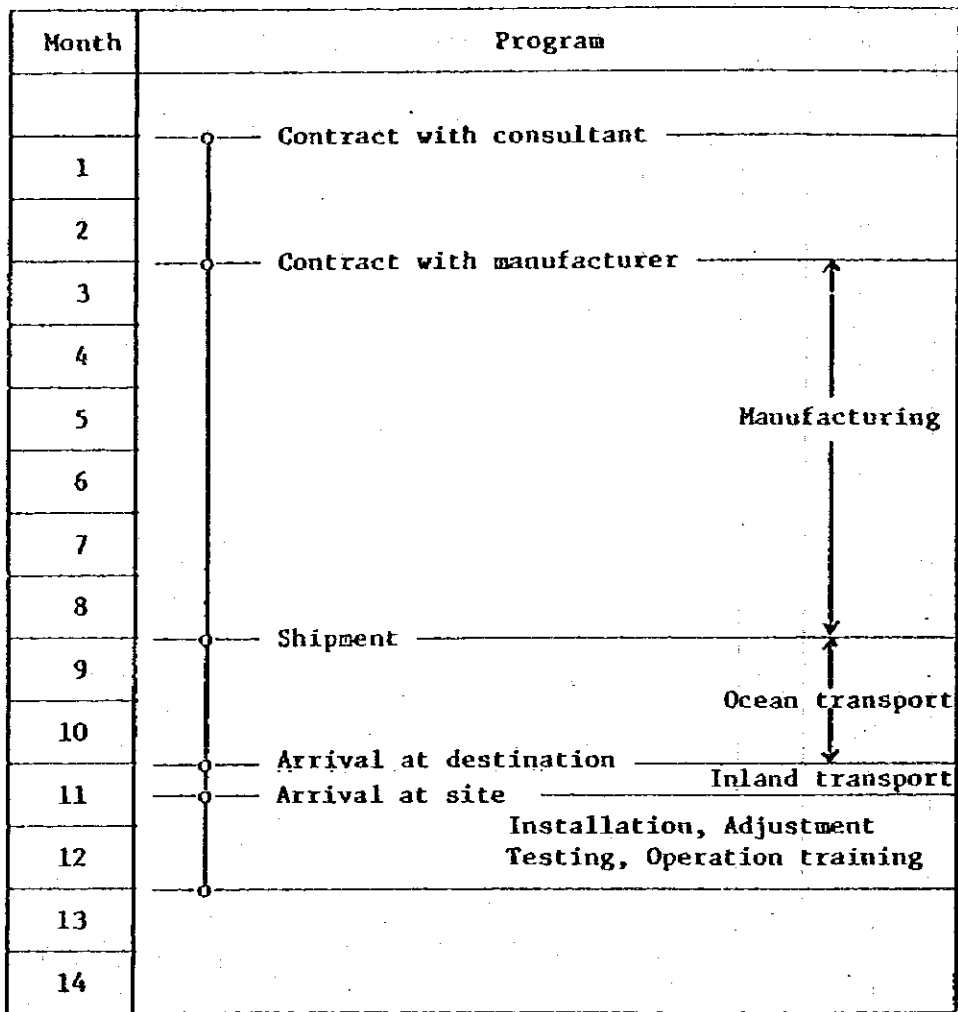 Month Program
Contract with consultant
1
2
Contract with manufacturer
3
4
5 Manufacturing
6
7
8
Shipment
9
Ocean transport
10
Arrival at destination
Inland transport
11 Arrival at site
Installation, Adjustment
12 Testing, Operation training
13
14